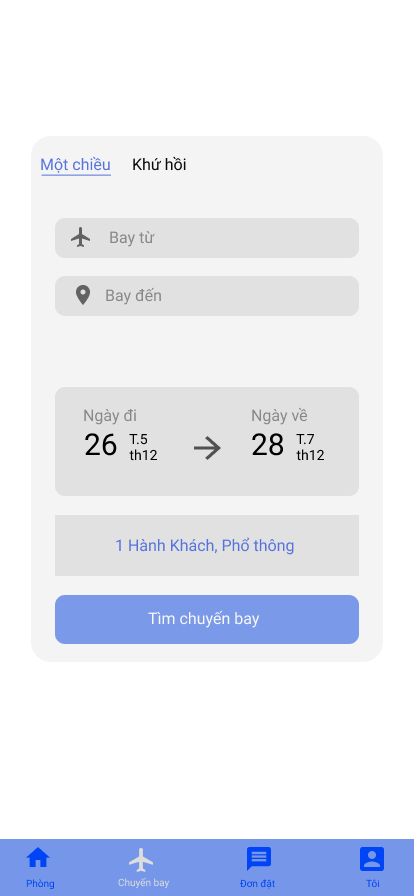 Một chiều Khứ hồi
Bay từ
Bay đến
Ngày đi Ngày về
26 T.5 th12 28 T.7 th12
1 Hành Khách, Phổ thông
Tìm chuyến bay
Phòng Chuyến bay Đơn đặt Tôi